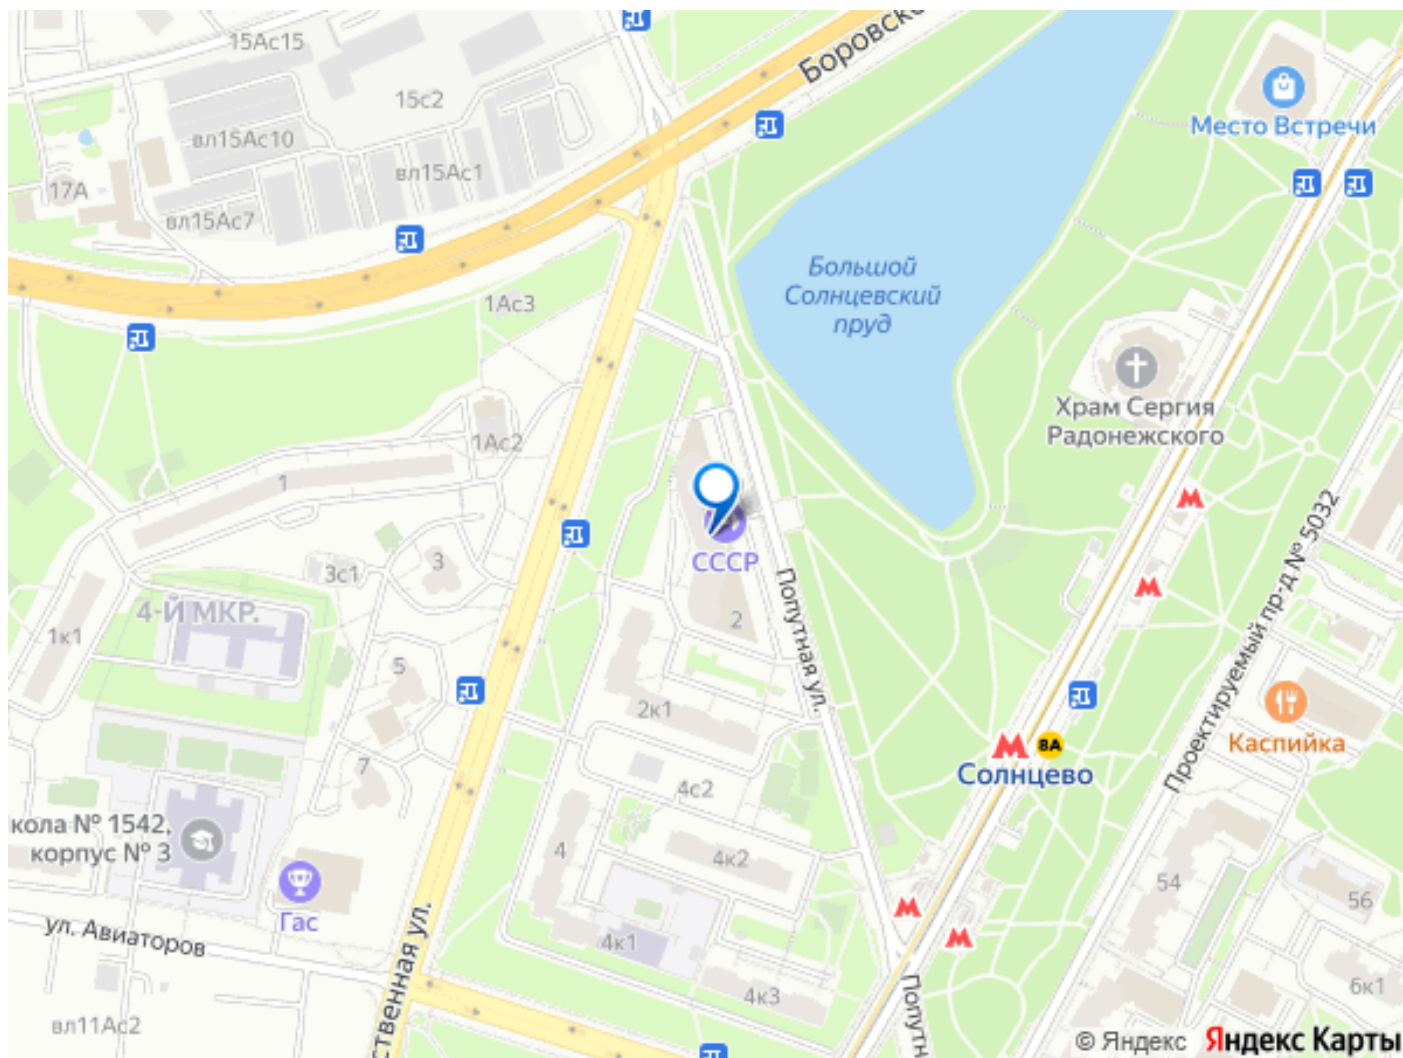 Боровско
15Ас15
15с2
вл15Ас10
вл15Ас1
17А
вл15Ас7
Место Встречи
Большой
Солнцевский
пруд
1Ас3
Храм Сергия
Радонежского
1Ас2
1
СССР
3
3с1
4-Й МКР.
1к1
5
2
2к1
Попутная ул.
Проектируемый пр-д № 5032
7
4с2
М
М
М
8А
Солнцево
Каспийка
кола № 1542,
корпус № 3
4
4к2
54
56
Гас
М
М
ул. Авиаторов
4к1
4к3
6к1
ственная ул.
Попутн
вл11Ас2
© Яндекс Яндекс Карты